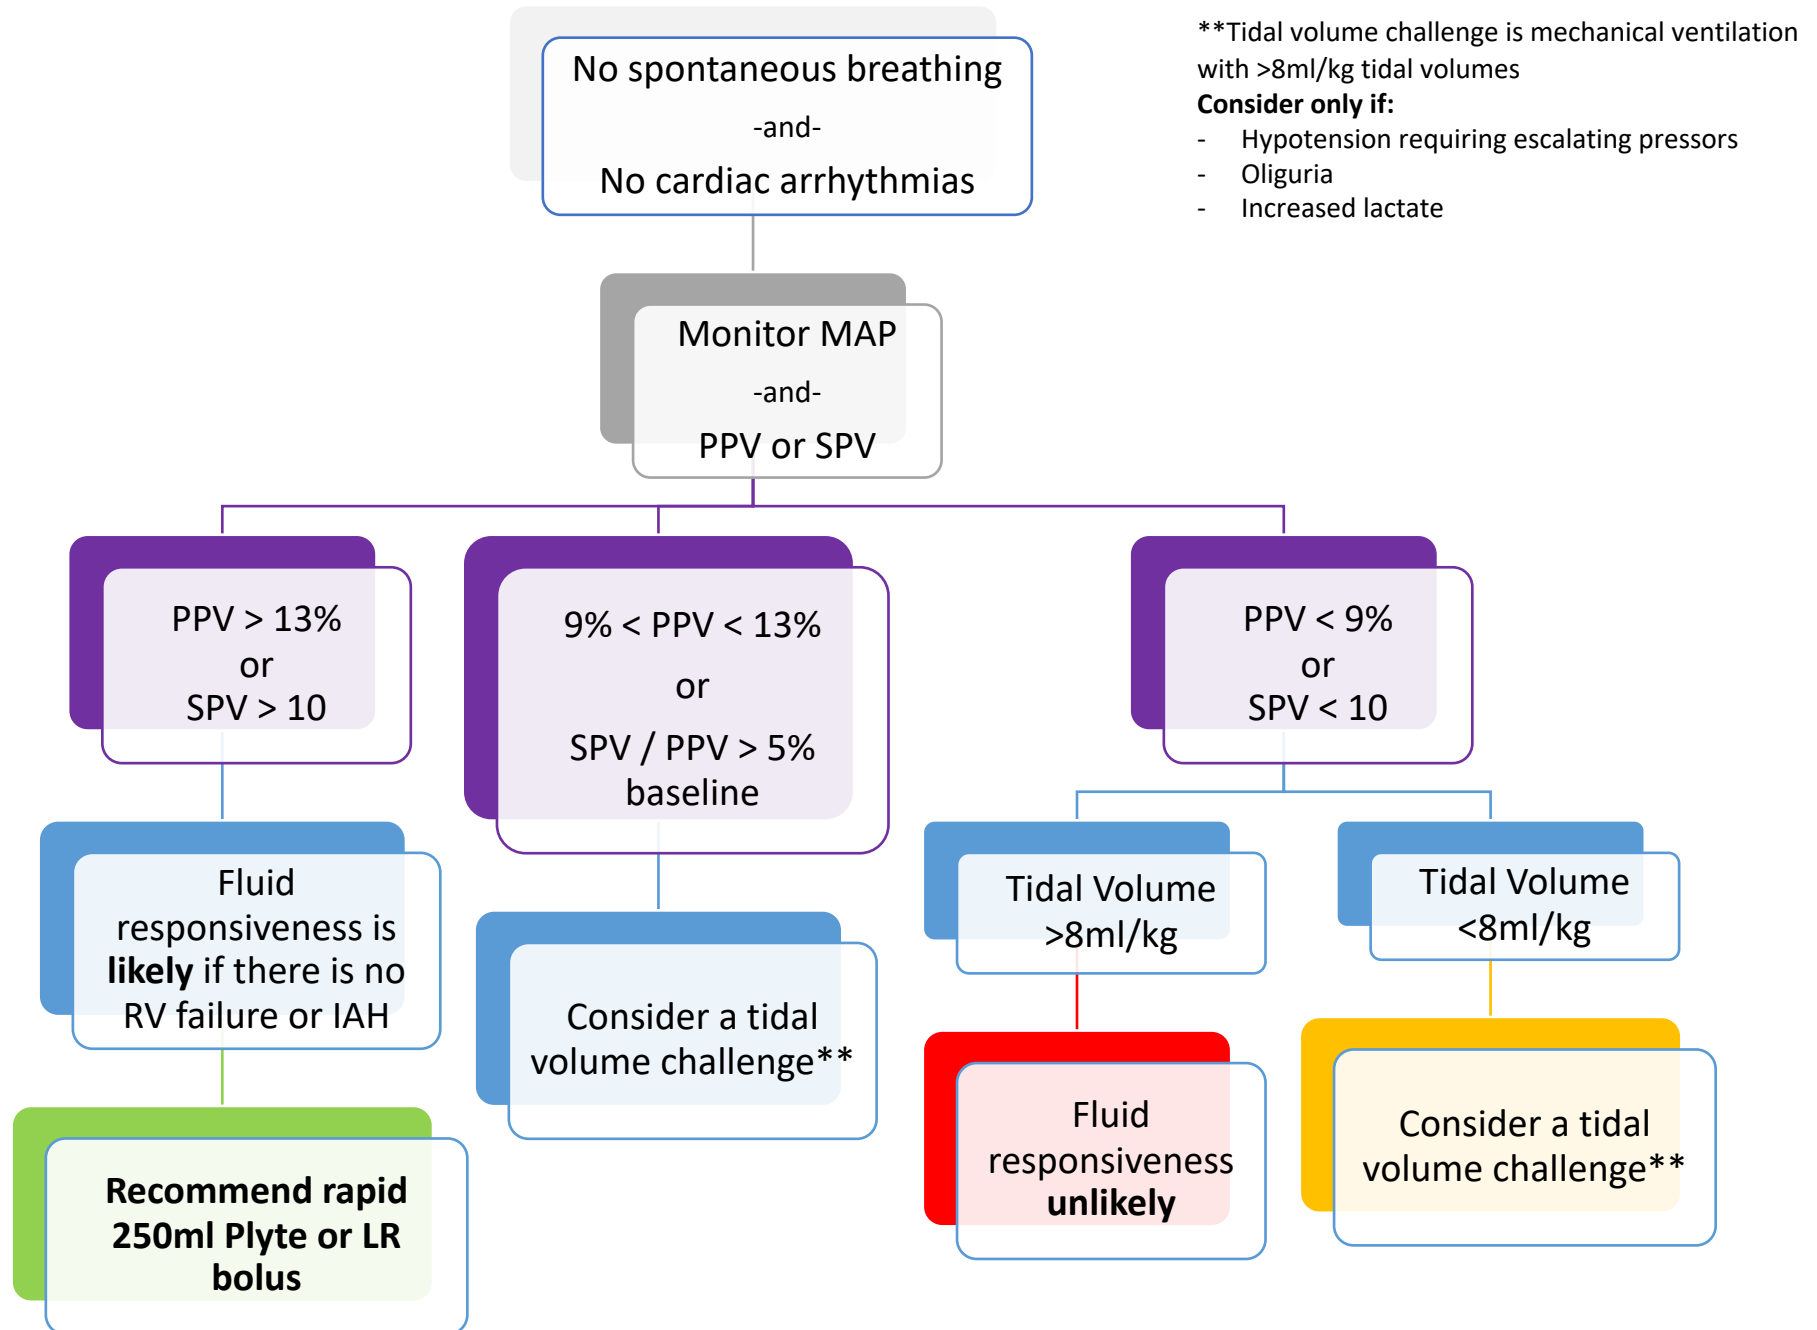 No spontaneous breathing
-and-
No cardiac arrhythmias
**Tidal volume challenge is mechanical ventilation
with >8ml/kg tidal volumes
Consider only if:
- Hypotension requiring escalating pressors
- Oliguria
- Increased lactate
Monitor MAP
-and-
PPV or SPV
PPV > 13%
or
SPV > 10
9% < PPV < 13%
or
SPV / PPV > 5%
baseline
PPV < 9%
or
SPV < 10
Fluid
responsiveness is
likely if there is no
RV failure or IAH
Consider a tidal
volume challenge**
Tidal Volume
>8ml/kg
Tidal Volume
<8ml/kg
Recommend rapid
250ml Plyte or LR
bolus
Fluid
responsiveness
unlikely
Consider a tidal
volume challenge**